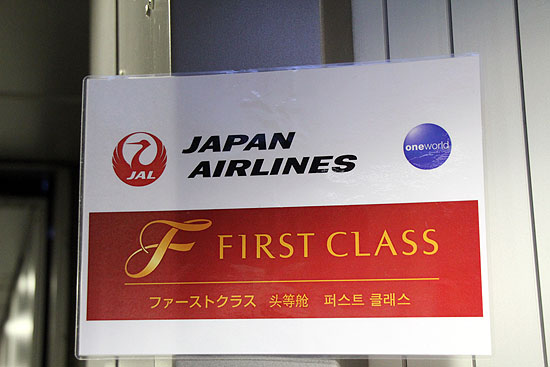 JAL
JAPAN
AIRLINES
oneworld
F FIRST CLASS
ファーストクラス 头等舱 퍼스트 클래스